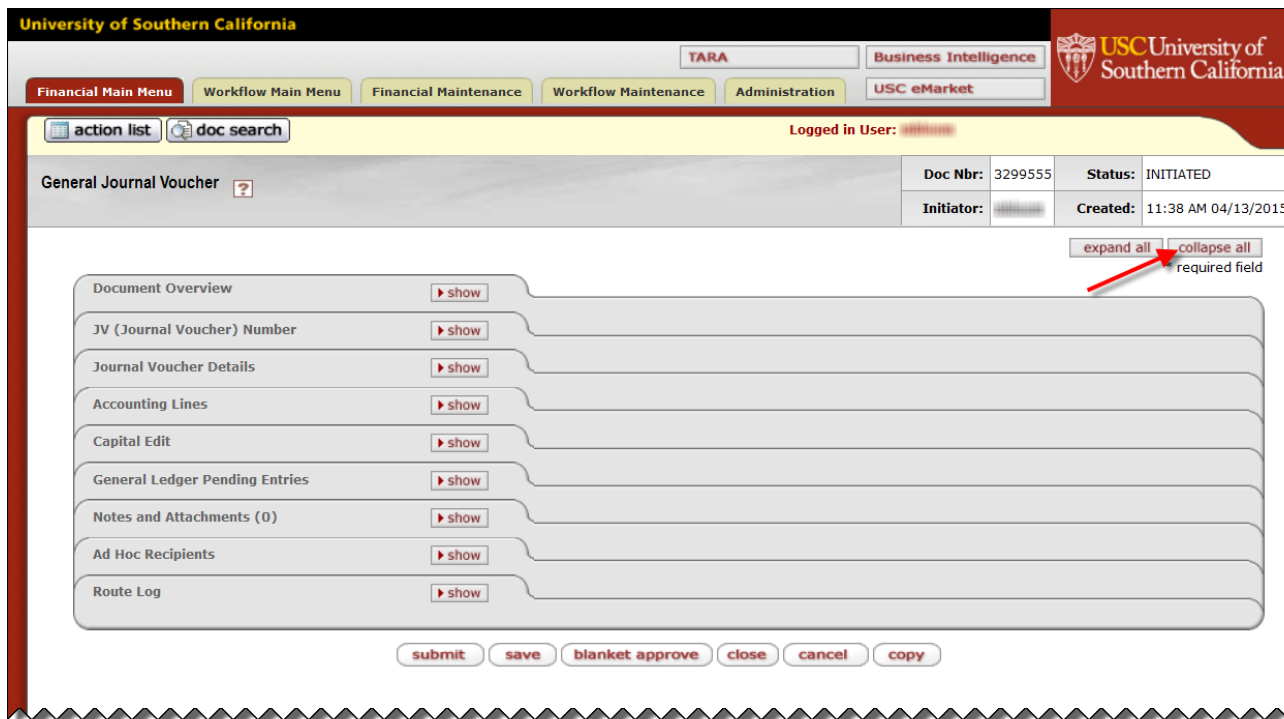 University of Southern California
TARA
Business Intelligence
USC University of
Southern California
Financial Main Menu
Workflow Main Menu
Financial Maintenance
Workflow Maintenance
Administration
USC eMarket
action list
doc search
Logged in User:
General Journal Voucher
?
Doc Nbr: 3299555
Status: INITIATED
Initiator:
Created: 11:38 AM 04/13/2015
expand all
collapse all
* required field
Document Overview
show
JV (Journal Voucher) Number
show
Journal Voucher Details
show
Accounting Lines
show
Capital Edit
show
General Ledger Pending Entries
show
Notes and Attachments (0)
show
Ad Hoc Recipients
show
Route Log
show
submit
save
blanket approve
close
cancel
copy